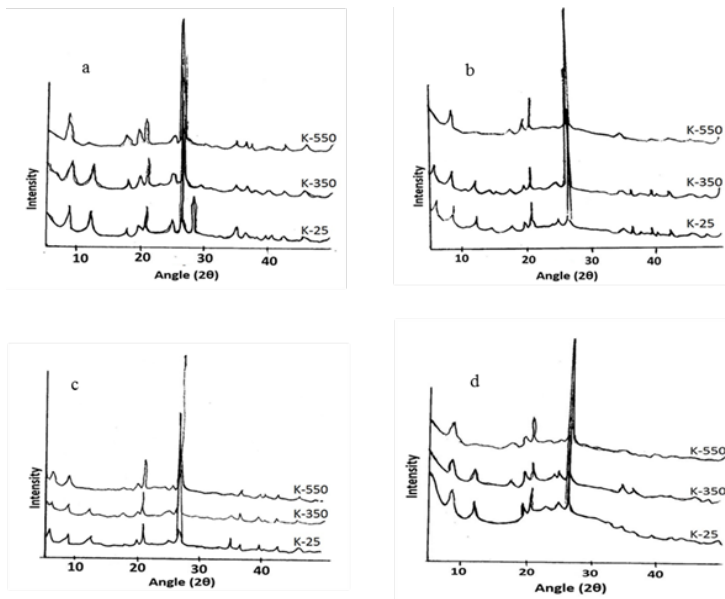 a
K-550
K-350
K-25
Intensity
10 20 30 40
Angle (2θ)
b
K-550
K-350
K-25
Intensity
10 20 30 40
Angle (2θ)
c
K-550
K-350
K-25
Intensity
10 20 30 40
Angle (2θ)
d
K-550
K-350
K-25
Intensity
10 20 30 40
Angle (2θ)